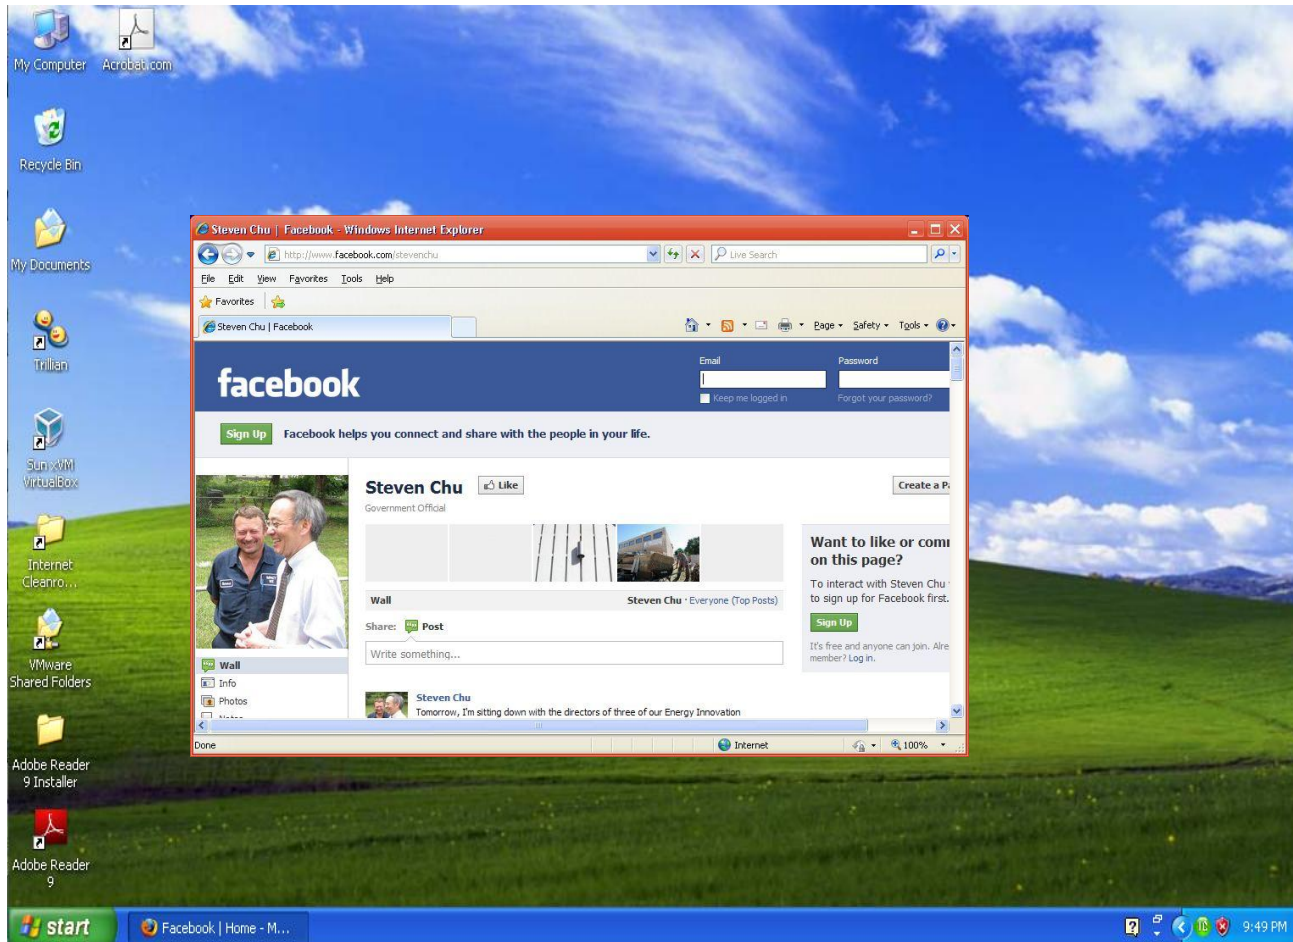 My Computer
Acrobat.com
Recycle Bin
My Documents
Trillian
Sun xVM
VirtualBox
Internet
Cleanro...
VMware
Shared Folders
Adobe Reader
9 Installer
Adobe Reader
9
Steven Chu | Facebook - Windows Internet Explorer
http://www.facebook.com/stevenchu
Live Search
File Edit View Favorites Tools Help
Favorites
Steven Chu | Facebook
Page Safety Tools
facebook
Email
Password
Keep me logged in
Forgot your password?
Sign Up
Facebook helps you connect and share with the people in your life.
Steven Chu
Like
Create a Pa
Government Official
Wall
Steven Chu · Everyone (Top Posts)
Share: Post
Write something...
Steven Chu
Tomorrow, I'm sitting down with the directors of three of our Energy Innovation
Want to like or comm
on this page?
To interact with Steven Chu
to sign up for Facebook first.
Sign Up
It's free and anyone can join. Alre
member? Log in.
Wall
Info
Photos
Notes
Done
Internet
100%
start
Facebook | Home - M...
9:49 PM